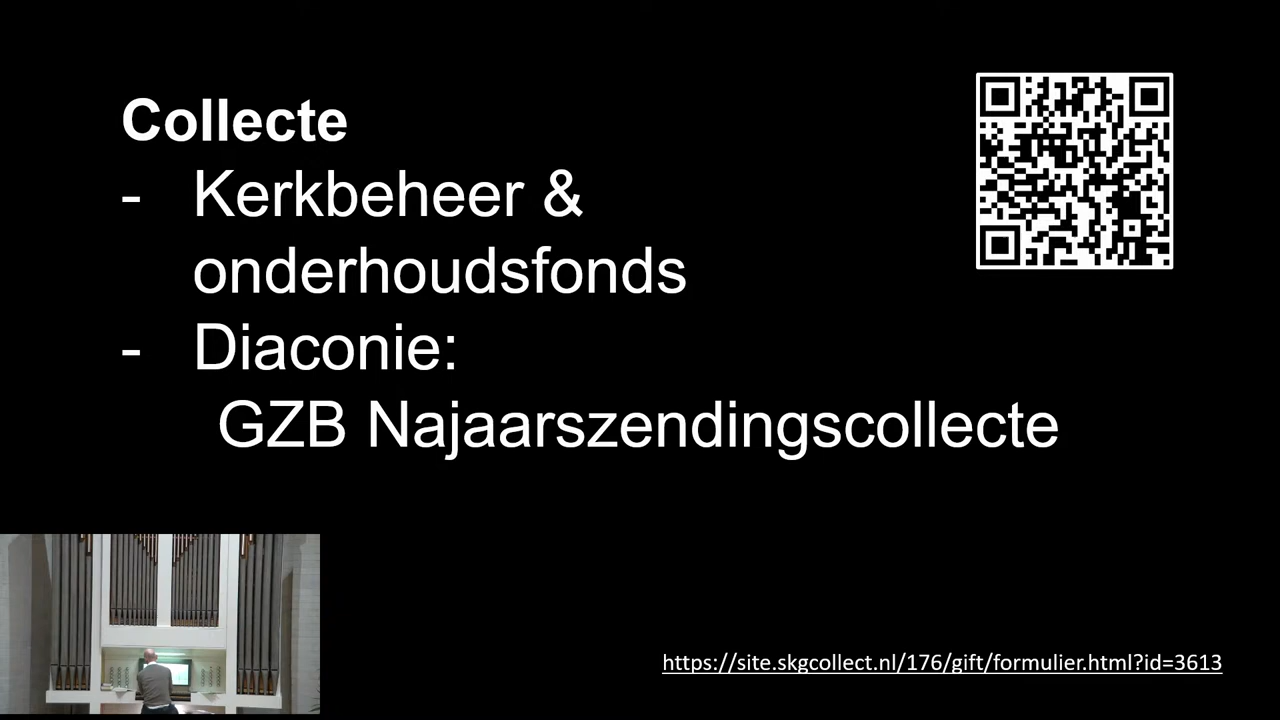 Collecte
- Kerkbeheer &
onderhoudsfonds
- Diaconie:
GZB Najaarszendingscollecte
https://site.skgcollect.nl/176/gift/formulier.html?id=3613